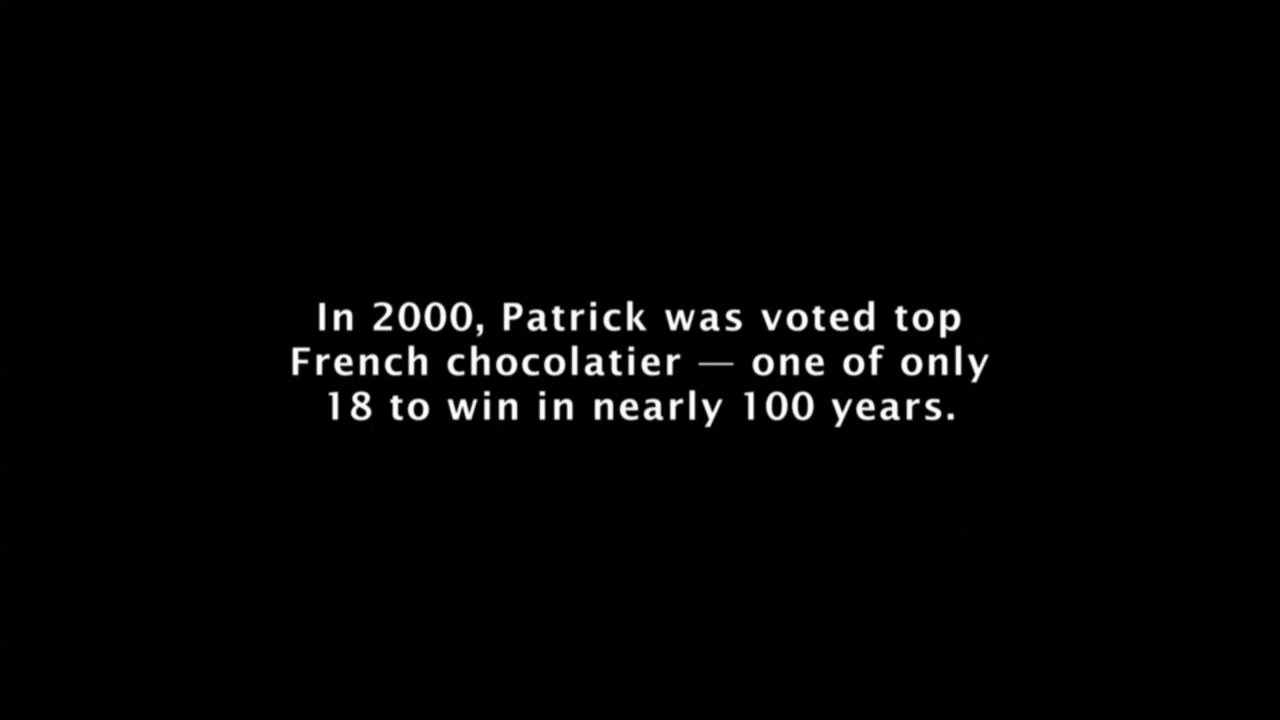 In 2000, Patrick was voted top
French chocolatier — one of only
18 to win in nearly 100 years.